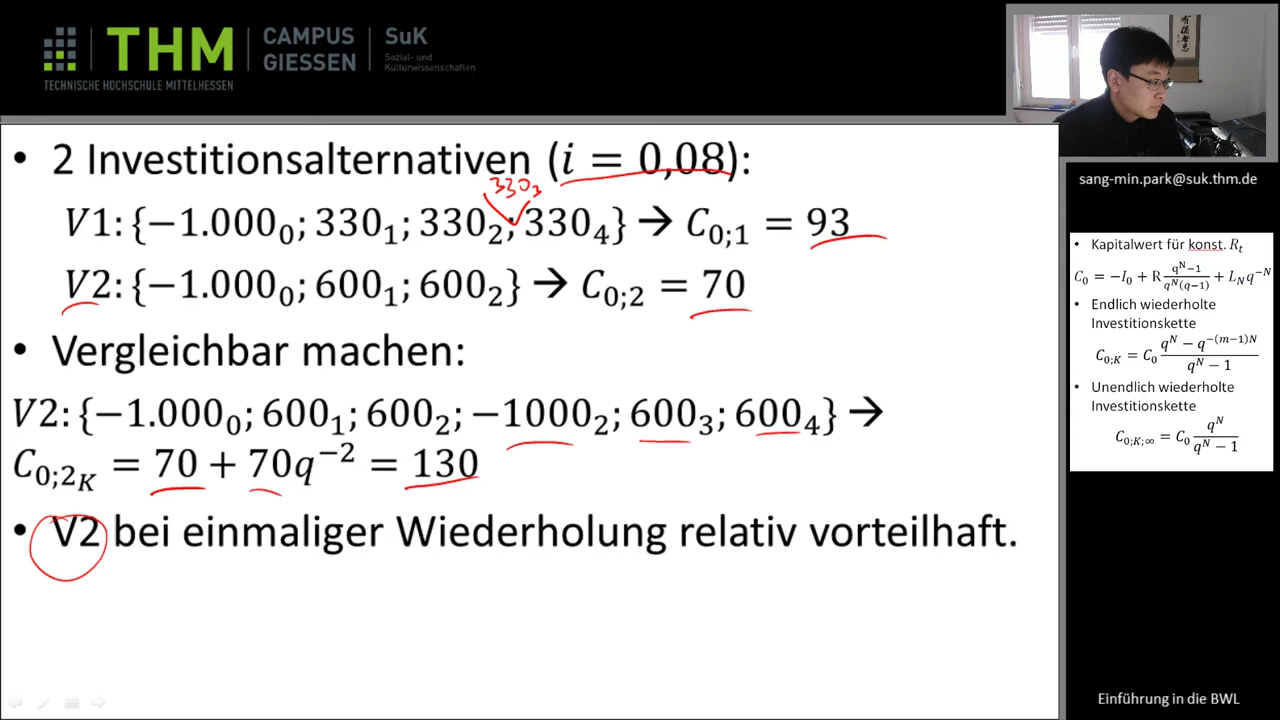 THM
TECHNISCHE HOCHSCHULE MITTELHESSEN
CAMPUS
GIESSEN
SuK
Sozial- und
Kulturwissenschaften
• 2 Investitionsalternativen (i = 0,08):
330₃
V1: {−1.000₀; 330₁; 330₂; 330₄} → C₀;₁ = 93
V2: {−1.000₀; 600₁; 600₂} → C₀;₂ = 70
• Vergleichbar machen:
V2: {−1.000₀; 600₁; 600₂; −1000₂; 600₃; 600₄} →
C₀;₂_K = 70 + 70q⁻² = 130
• V2 bei einmaliger Wiederholung relativ vorteilhaft.
sang-min.park@suk.thm.de
• Kapitalwert für konst. Rₜ
C₀ = −I₀ + R (q^N−1)/(q^N(q−1)) + L_N q^−N
• Endlich wiederholte
Investitionskette
C₀;K = C₀ (q^N − q^−(m−1)N)/(q^N − 1)
• Unendlich wiederholte
Investitionskette
C₀;K;∞ = C₀ q^N/(q^N − 1)
Einführung in die BWL